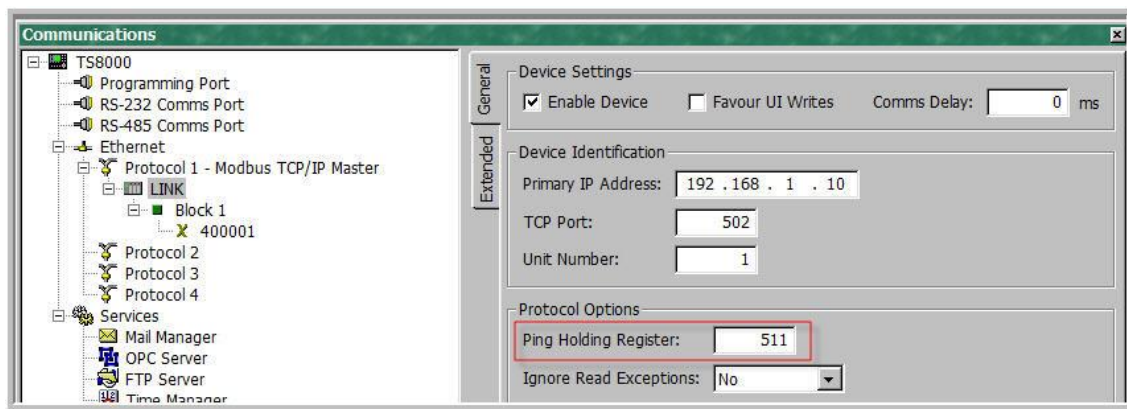 Communications
TS8000
Programming Port
RS-232 Comms Port
RS-485 Comms Port
Ethernet
Protocol 1 - Modbus TCP/IP Master
LINK
Block 1
400001
Protocol 2
Protocol 3
Protocol 4
Services
Mail Manager
OPC Server
FTP Server
Time Manager
General
Extended
Device Settings
Enable Device Favour UI Writes Comms Delay: 0 ms
Device Identification
Primary IP Address: 192 .168 . 1 . 10
TCP Port: 502
Unit Number: 1
Protocol Options
Ping Holding Register: 511
Ignore Read Exceptions: No